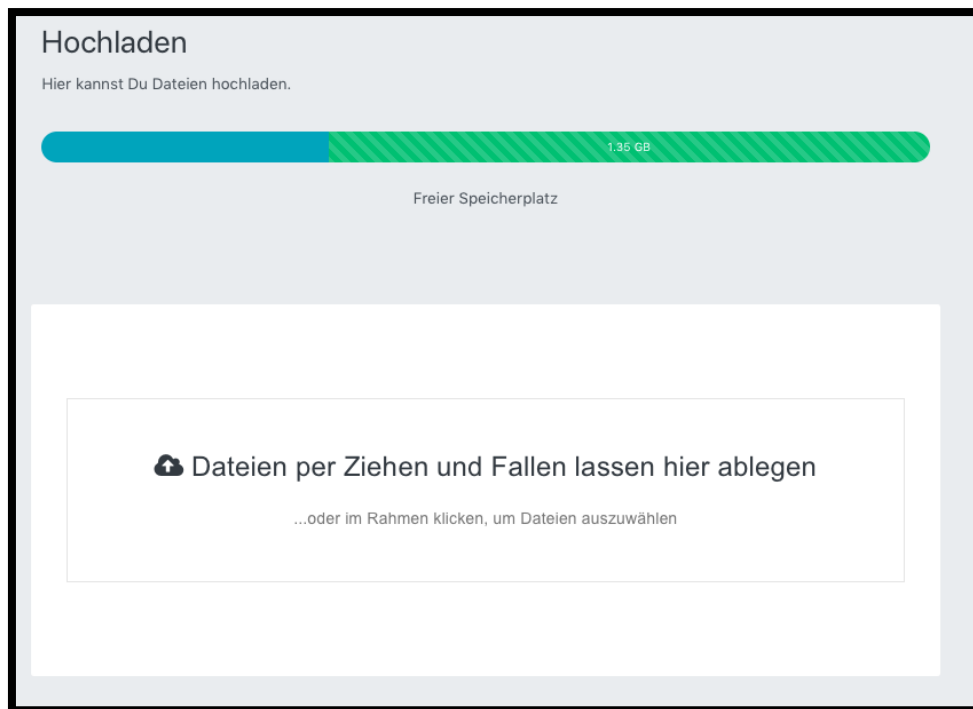 Hochladen
Hier kannst Du Dateien hochladen.
1.35 GB
Freier Speicherplatz
Dateien per Ziehen und Fallen lassen hier ablegen
...oder im Rahmen klicken, um Dateien auszuwählen